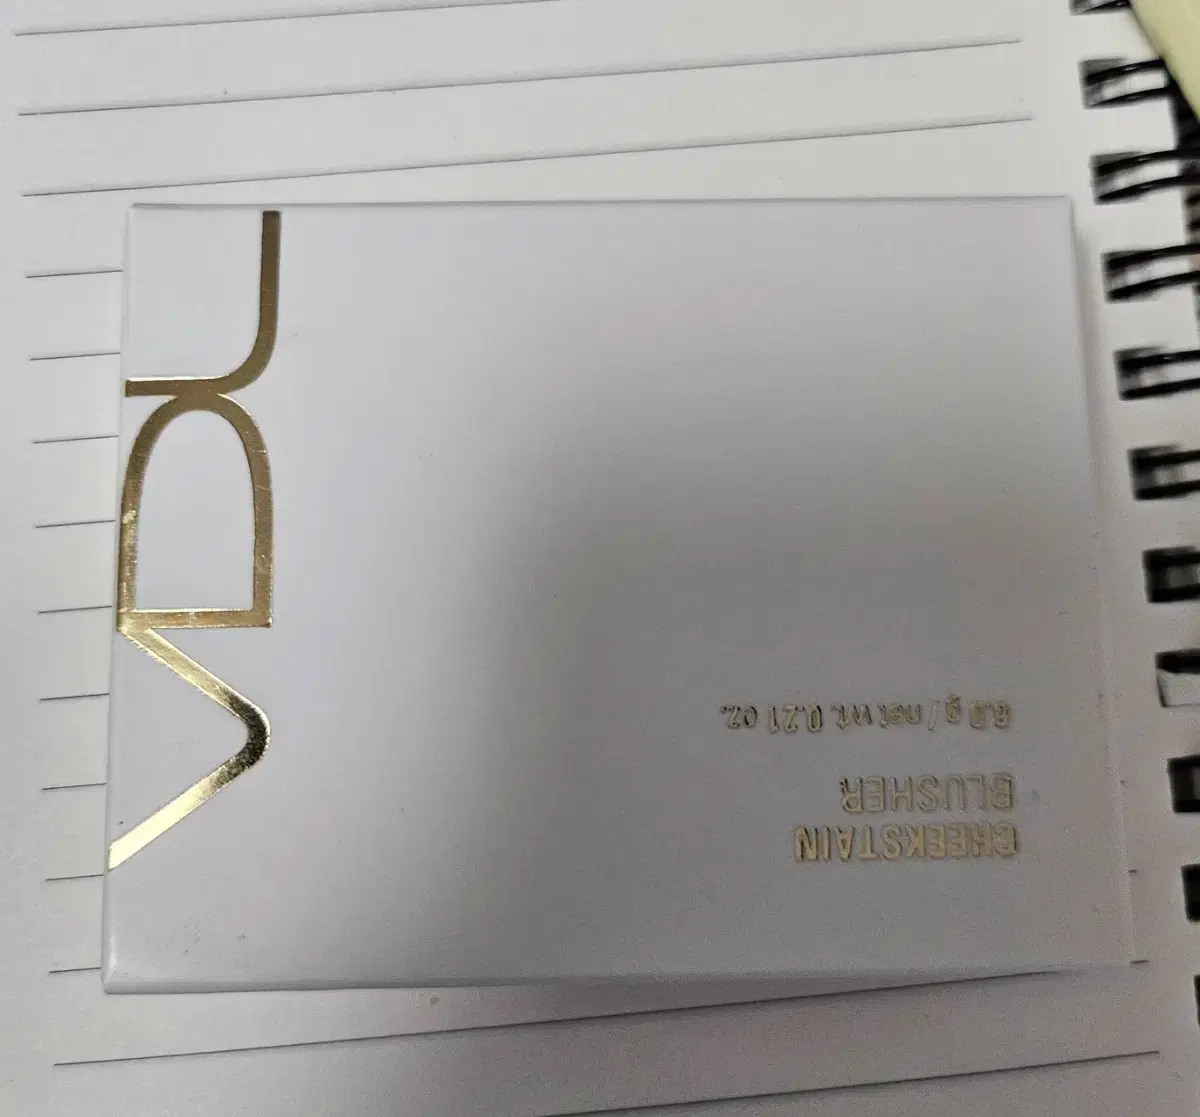 VDL
CHEEKSTAIN
BLUSHER
6.0 g / net wt. 0.21 oz.